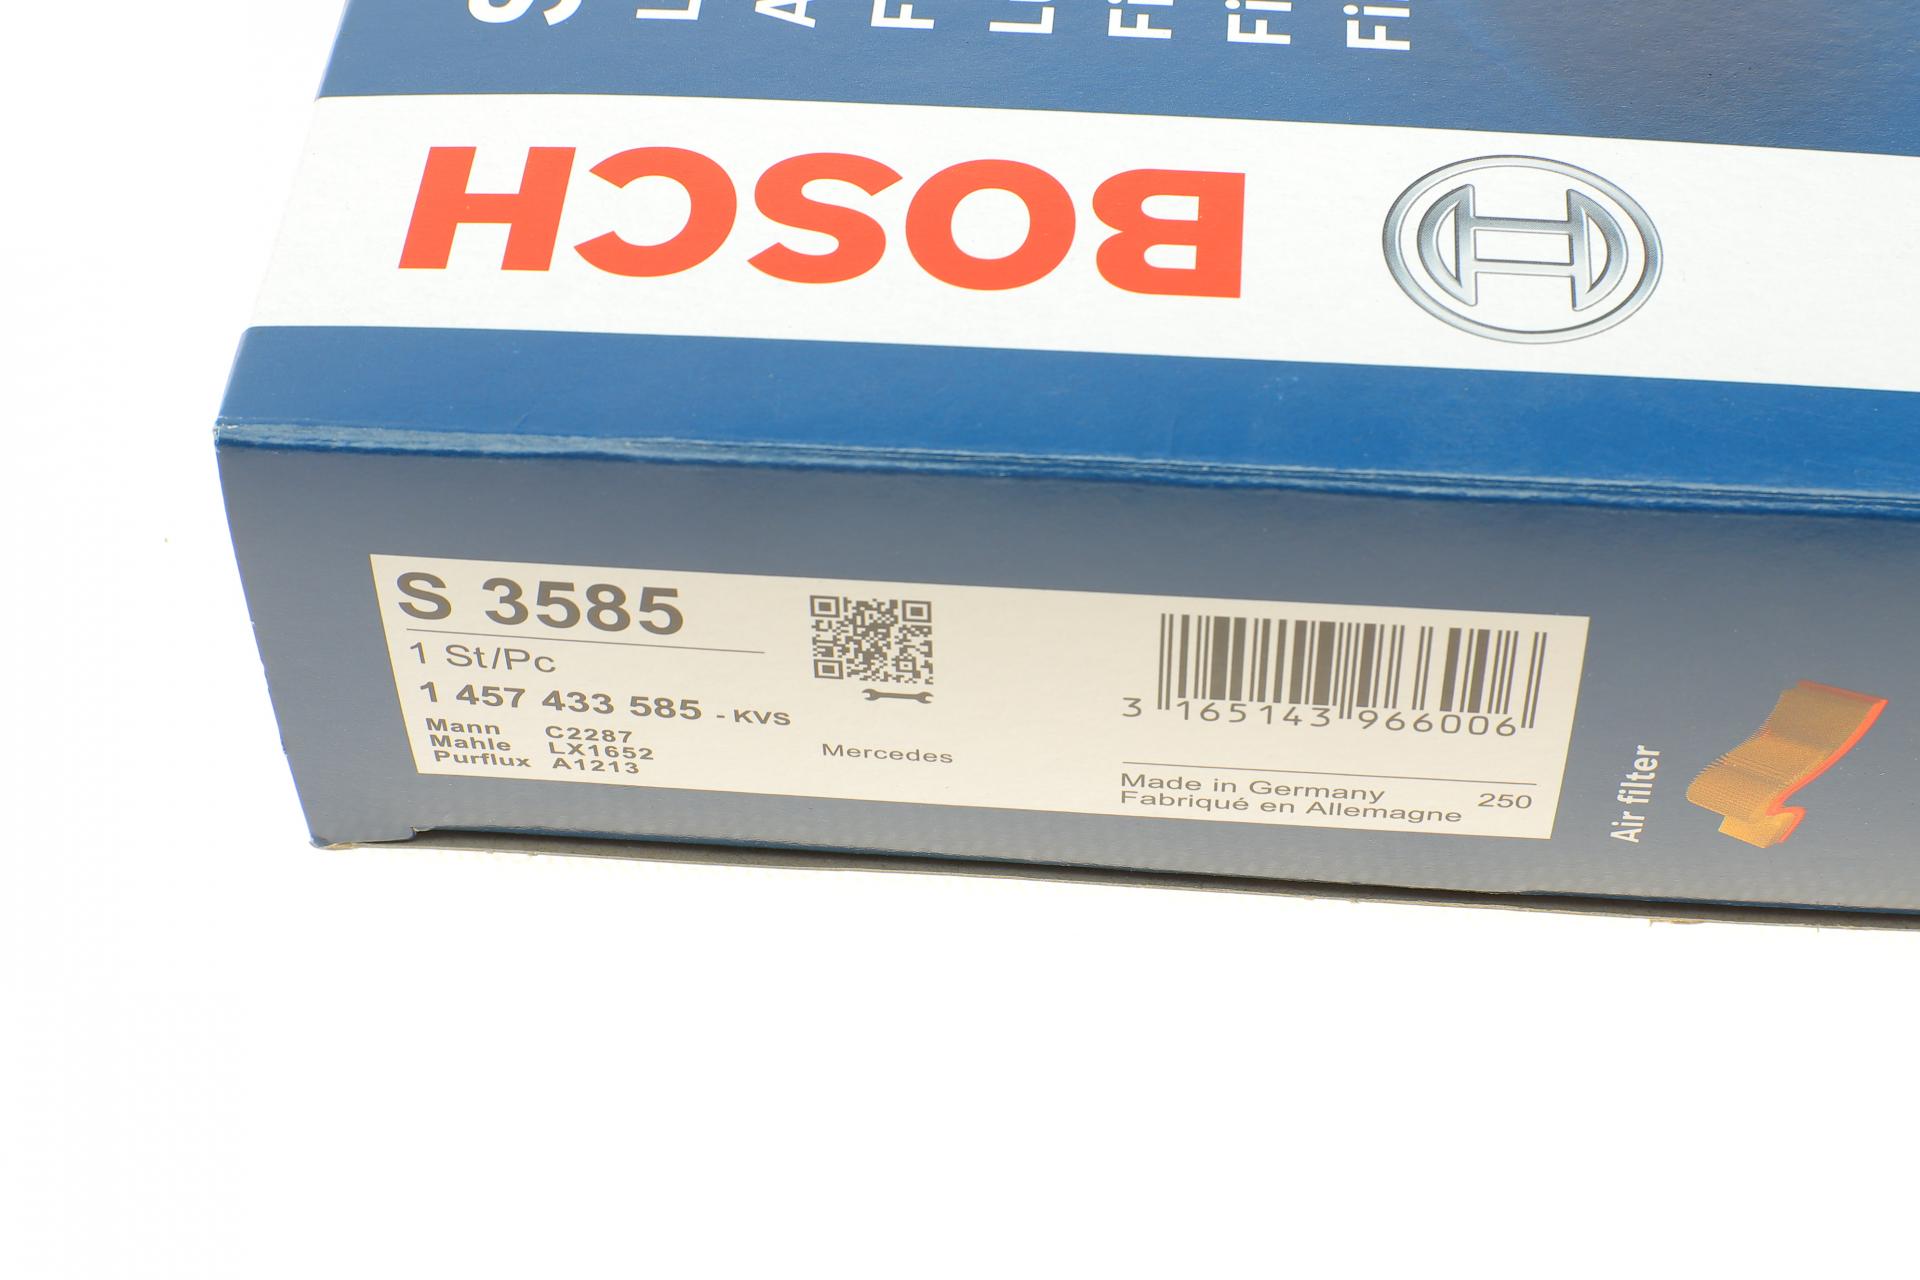 BOSCH
S 3585
1 St/Pc
1 457 433 585 - KVS
Mann C2287
Mahle LX1652
Purflux A1213
Mercedes
3 165143 966006
Made in Germany
Fabriqué en Allemagne
250
Air filter